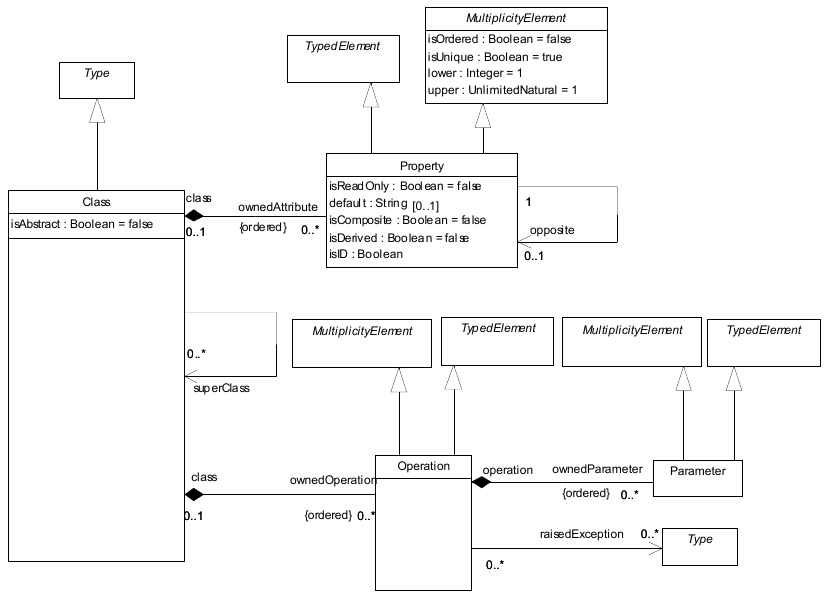 MultiplicityElement
isOrdered : Boolean = false
isUnique : Boolean = true
lower : Integer = 1
upper : UnlimitedNatural = 1
TypedElement
Type
Property
isReadOnly : Boolean = false
default : String [0..1]
isComposite : Boolean = false
isDerived : Boolean = false
isID : Boolean
Class
isAbstract : Boolean = false
class
0..1
ownedAttribute
{ordered} 0..*
1
opposite
0..1
0..*
superClass
MultiplicityElement
TypedElement
MultiplicityElement
TypedElement
class
0..1
ownedOperation
{ordered} 0..*
Operation
operation
ownedParameter
{ordered} 0..*
Parameter
raisedException
0..*
0..*
Type